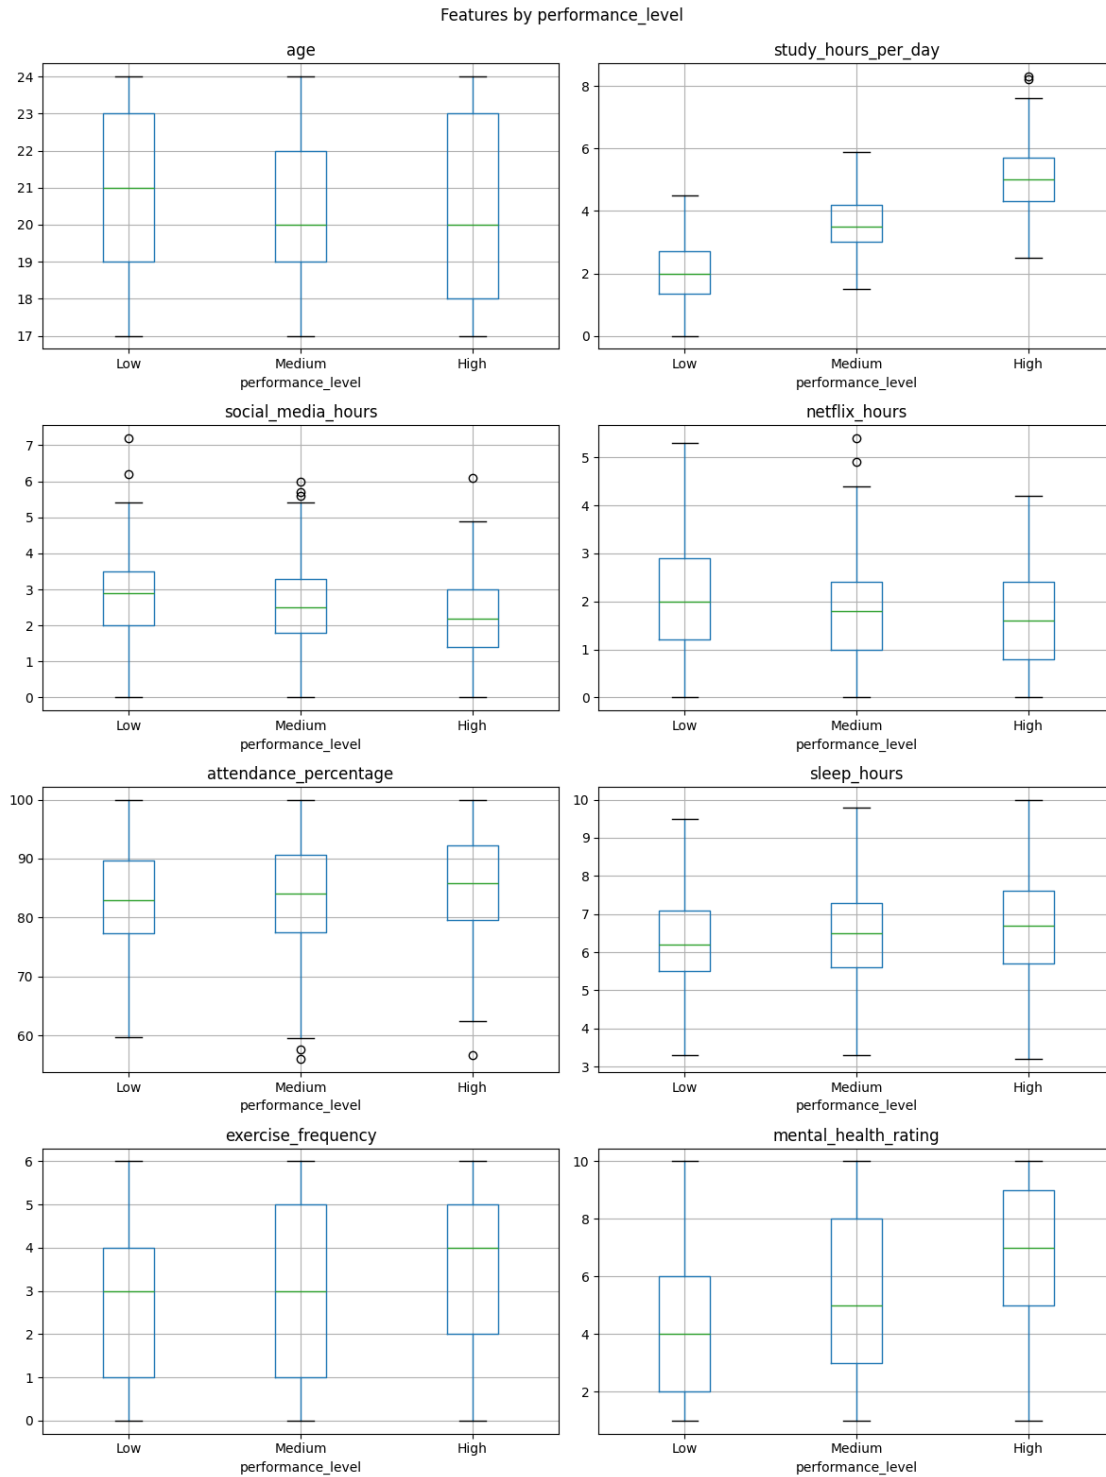 Features by performance_level
age
24
23
22
21
20
19
18
17
Low Medium High
performance_level
study_hours_per_day
8
6
4
2
0
Low Medium High
performance_level
social_media_hours
7
6
5
4
3
2
1
0
Low Medium High
performance_level
netflix_hours
5
4
3
2
1
0
Low Medium High
performance_level
attendance_percentage
100
90
80
70
60
Low Medium High
performance_level
sleep_hours
10
9
8
7
6
5
4
3
Low Medium High
performance_level
exercise_frequency
6
5
4
3
2
1
0
Low Medium High
performance_level
mental_health_rating
10
8
6
4
2
Low Medium High
performance_level